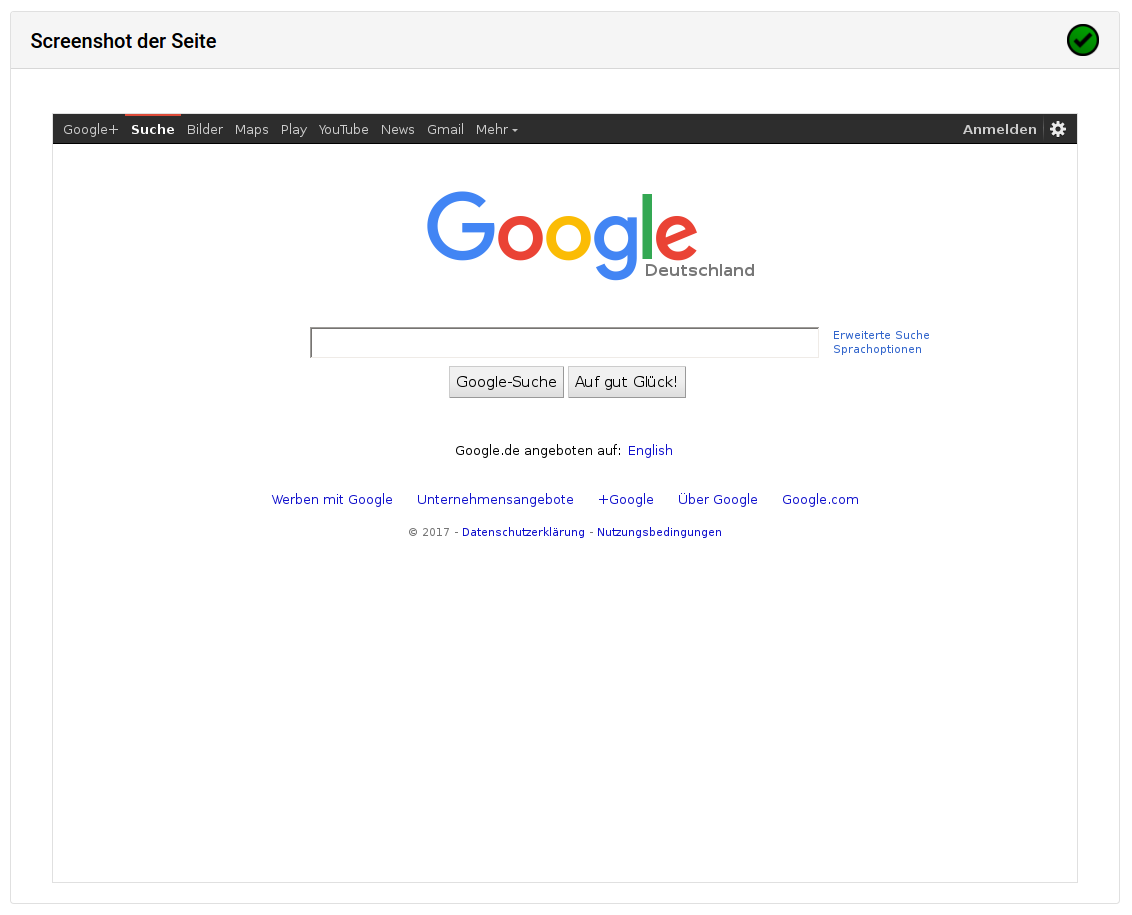 Screenshot der Seite
Google+ Suche Bilder Maps Play YouTube News Gmail Mehr Anmelden
Google
Deutschland
Erweiterte Suche
Sprachoptionen
Google-Suche Auf gut Glück!
Google.de angeboten auf: English
Werben mit Google Unternehmensangebote +Google Über Google Google.com
© 2017 - Datenschutzerklärung - Nutzungsbedingungen